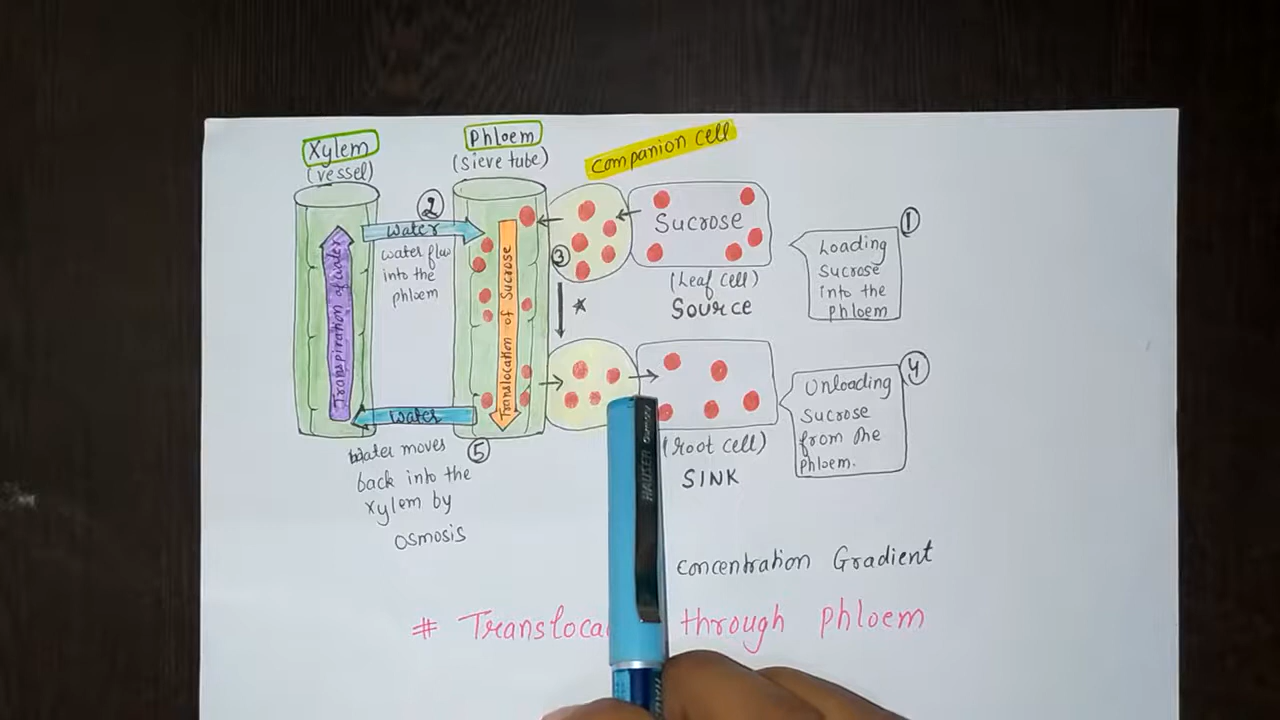 Xylem
(vessel)
Phloem
(sieve tube)
Companion cell
2
Water
Water flw
into the
phloem
Transpiration of water
Translocation of Sucrose
3
Sucrose
(Leaf cell)
SOURCE
1
Loading
Sucrose
into the
phloem
Water
5
Water moves
back into the
xylem by
osmosis
(root cell)
SINK
4
Unloading
Sucrose
from the
phloem.
HAUSER
Concentration Gradient
# Transloca through phloem